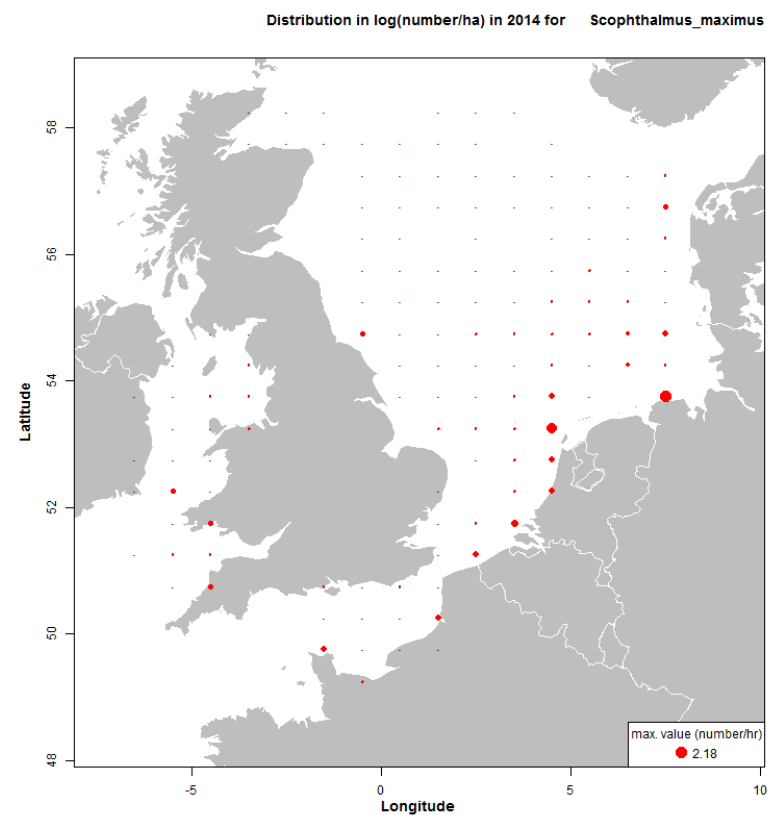 Distribution in log(number/ha) in 2014 for Scophthalmus_maximus
58
56
54
52
50
48
Latitude
-5
0
5
10
Longitude
max. value (number/hr)
2.18